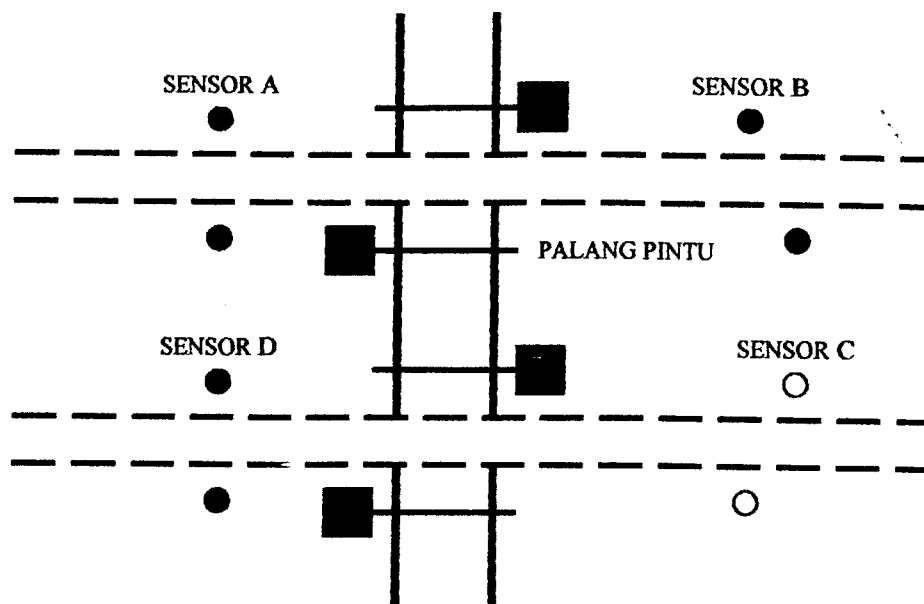 SENSOR A
SENSOR B
PALANG PINTU
SENSOR D
SENSOR C